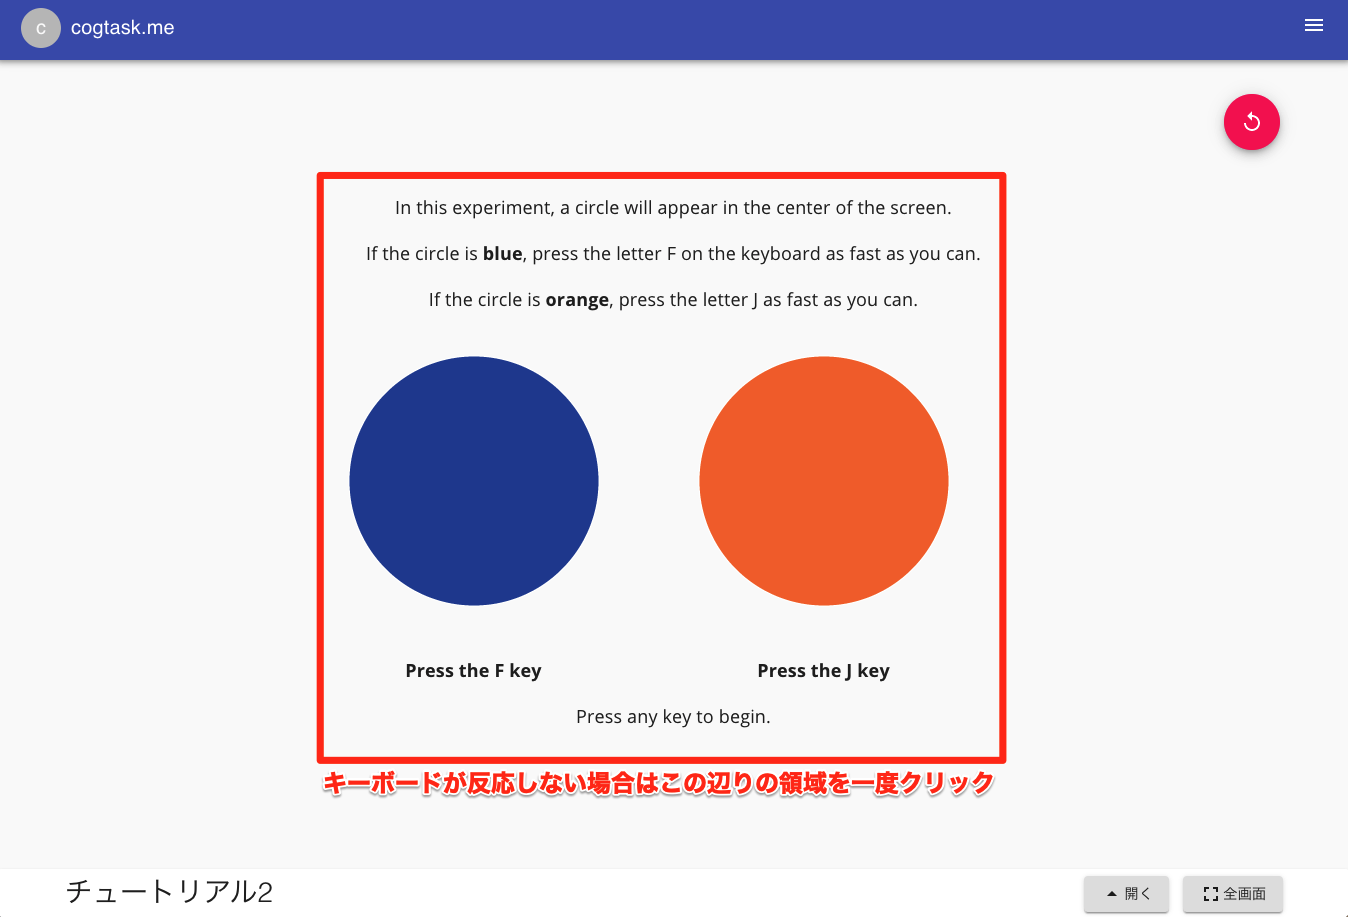 c cogtask.me
In this experiment, a circle will appear in the center of the screen.
If the circle is blue, press the letter F on the keyboard as fast as you can.
If the circle is orange, press the letter J as fast as you can.
Press the F key
Press the J key
Press any key to begin.
キーボードが反応しない場合はこの辺りの領域を一度クリック
チュートリアル2
開く
全画面